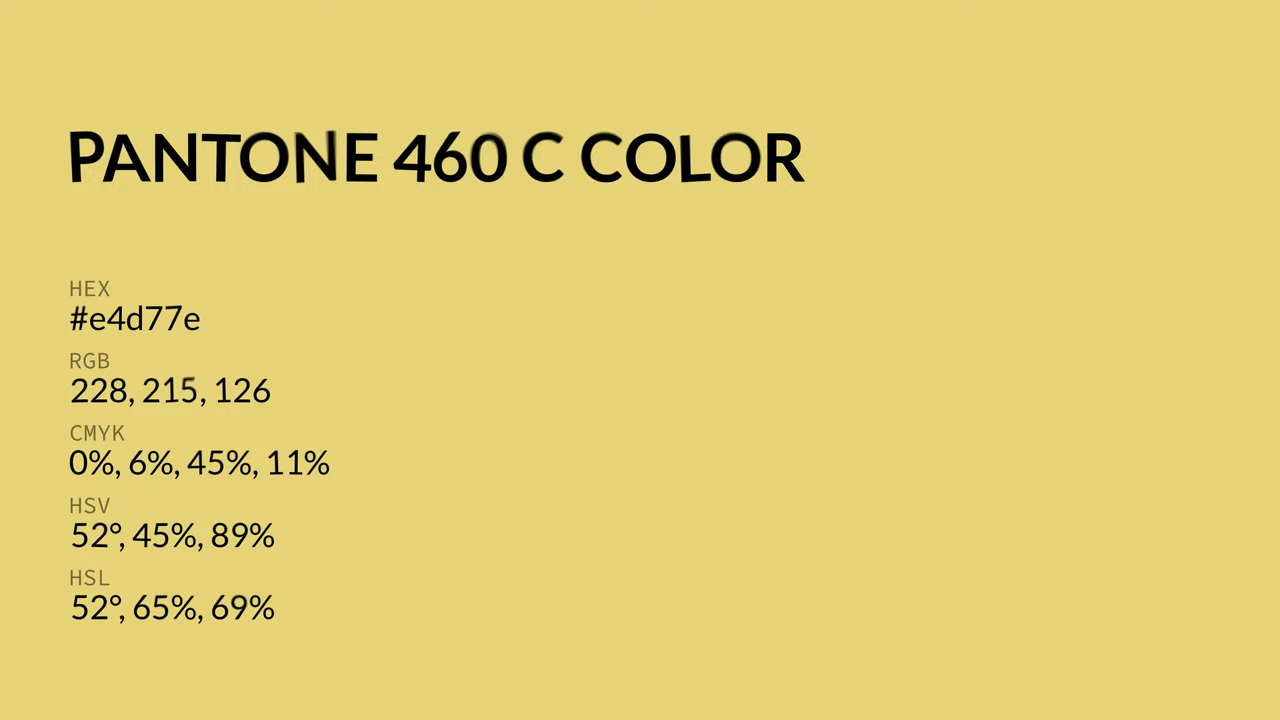 PANTONE 460 C COLOR
HEX
#e4d77e
RGB
228, 215, 126
CMYK
0%, 6%, 45%, 11%
HSV
52°, 45%, 89%
HSL
52°, 65%, 69%